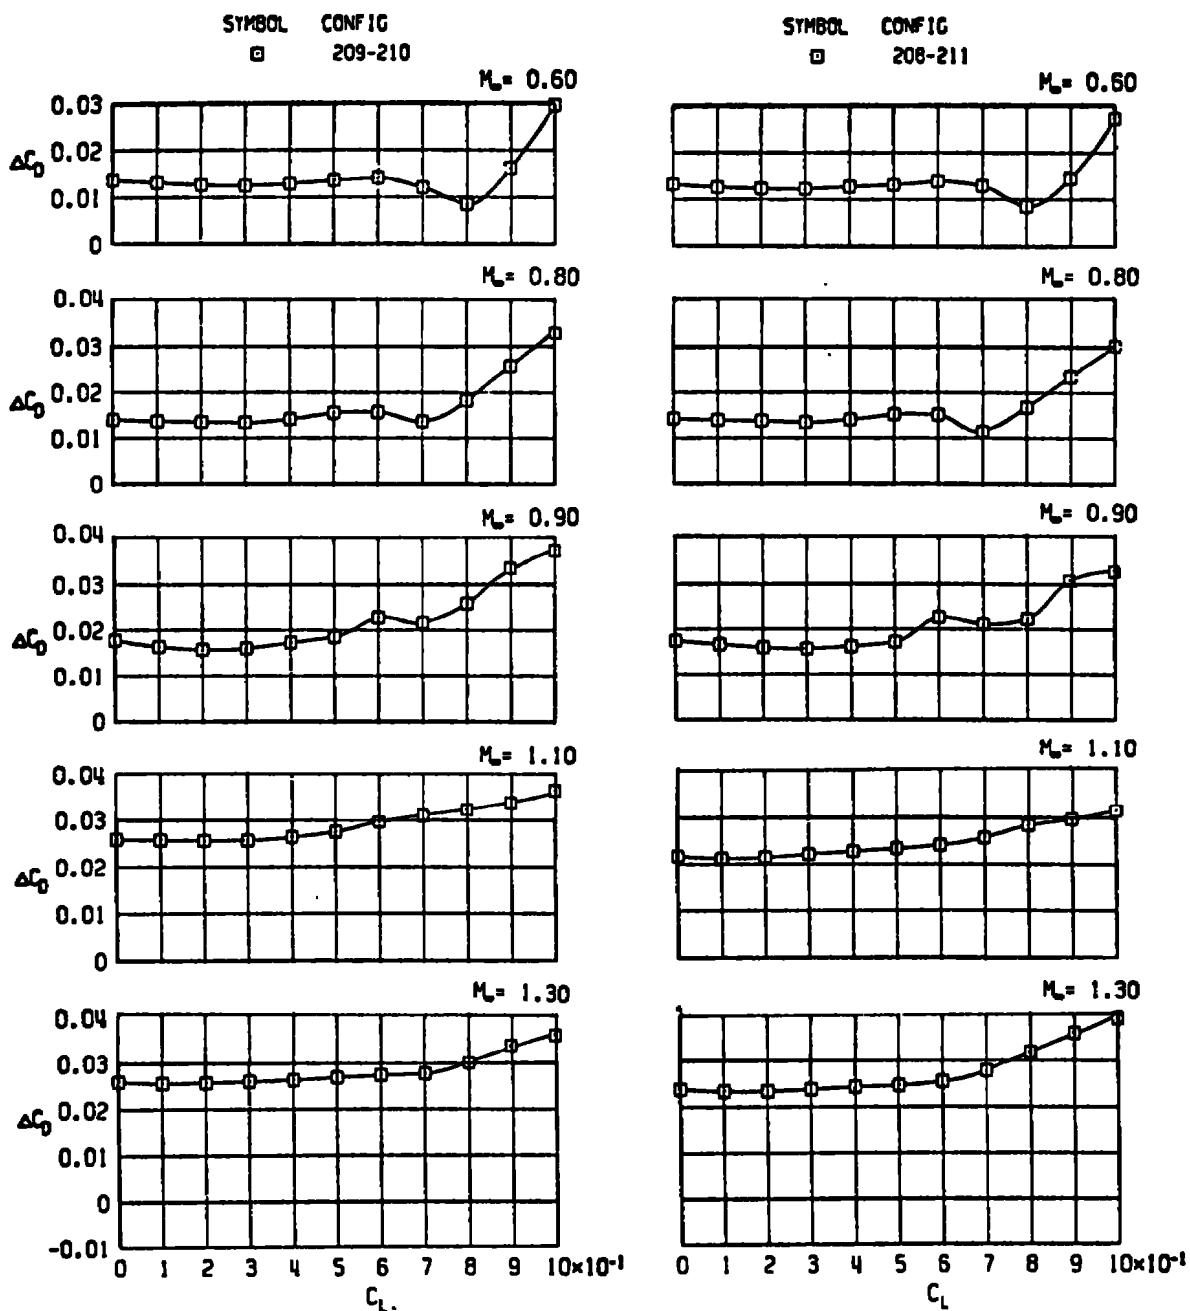 SYMBOL CONFIG
209-210
M∞= 0.60
0.03
0.02
ΔC_D
0.01
0
M∞= 0.80
0.04
0.03
0.02
ΔC_D
0.01
0
M∞= 0.90
0.04
0.03
0.02
ΔC_D
0.01
0
M∞= 1.10
0.04
0.03
0.02
ΔC_D
0.01
0
M∞= 1.30
0.04
0.03
0.02
ΔC_D
0.01
0
-0.01
0 1 2 3 4 5 6 7 8 9 10×10⁻¹
C_L.
SYMBOL CONFIG
208-211
M∞= 0.60
M∞= 0.80
M∞= 0.90
M∞= 1.10
M∞= 1.30
0 1 2 3 4 5 6 7 8 9 10×10⁻¹
C_L